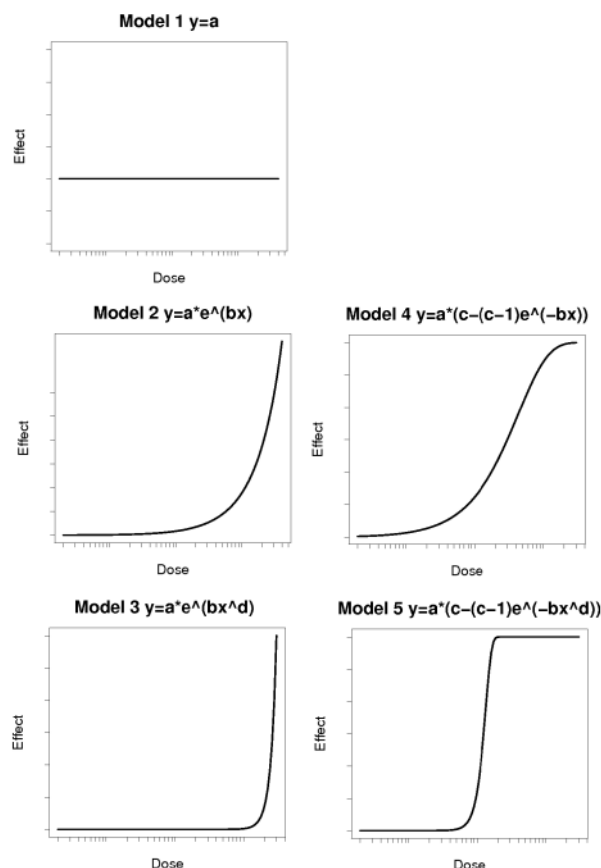 Model 1 y=a
Effect
Dose
Model 2 y=a*e^(bx)
Effect
Dose
Model 4 y=a*(c−(c−1)e^(−bx))
Effect
Dose
Model 3 y=a*e^(bx^d)
Effect
Dose
Model 5 y=a*(c−(c−1)e^(−bx^d))
Effect
Dose